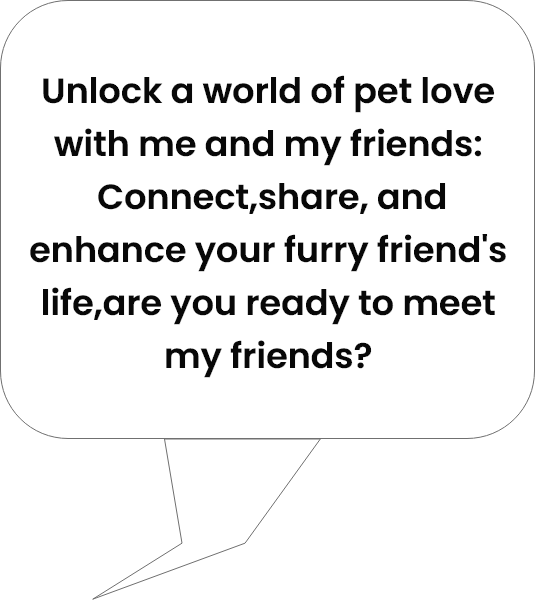 Unlock a world of pet love
with me and my friends:
Connect,share, and
enhance your furry friend's
life,are you ready to meet
my friends?